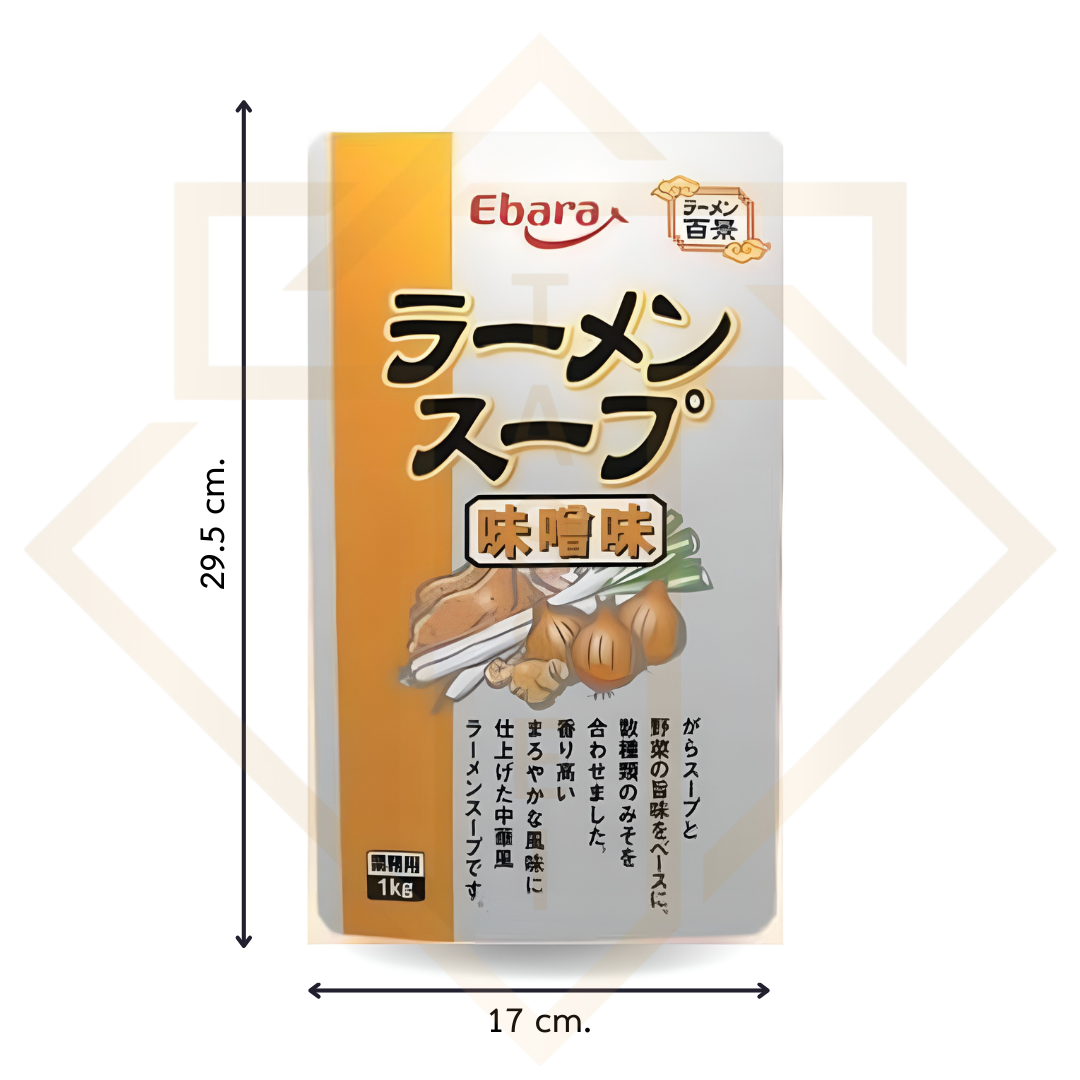 Ebara
ラーメン
百景
ラーメン
スープ
味噌味
がらスープと
野菜の旨味をベースに、
数種類のみそを
合わせました。
香り高い
まろやかな風味に
仕上げた中華風
ラーメンスープです。
業務用
1kg
29.5 cm.
17 cm.